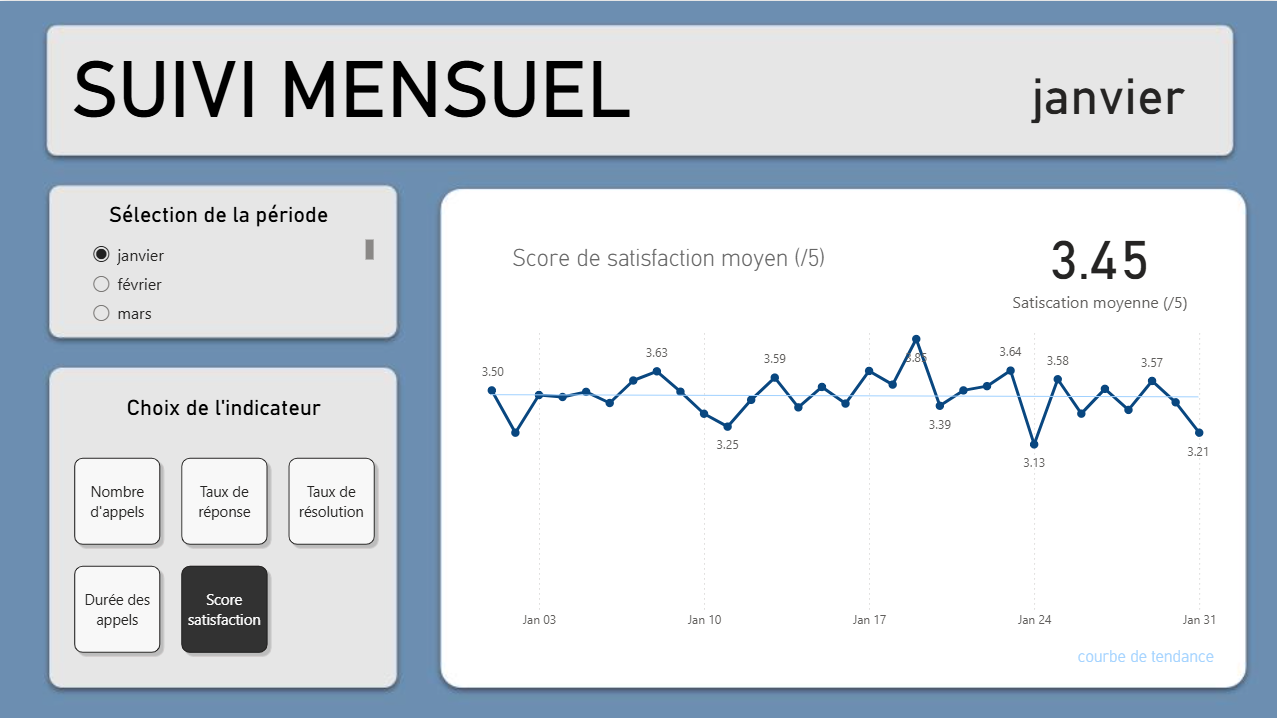 SUIVI MENSUEL
janvier
Sélection de la période
janvier
février
mars
Choix de l'indicateur
Nombre
d'appels
Taux de
réponse
Taux de
résolution
Durée des
appels
Score
satisfaction
Score de satisfaction moyen (/5)
3.45
Satiscation moyenne (/5)
3.50
3.63
3.25
3.59
3.85
3.39
3.64
3.13
3.58
3.57
3.21
Jan 03
Jan 10
Jan 17
Jan 24
Jan 31
courbe de tendance